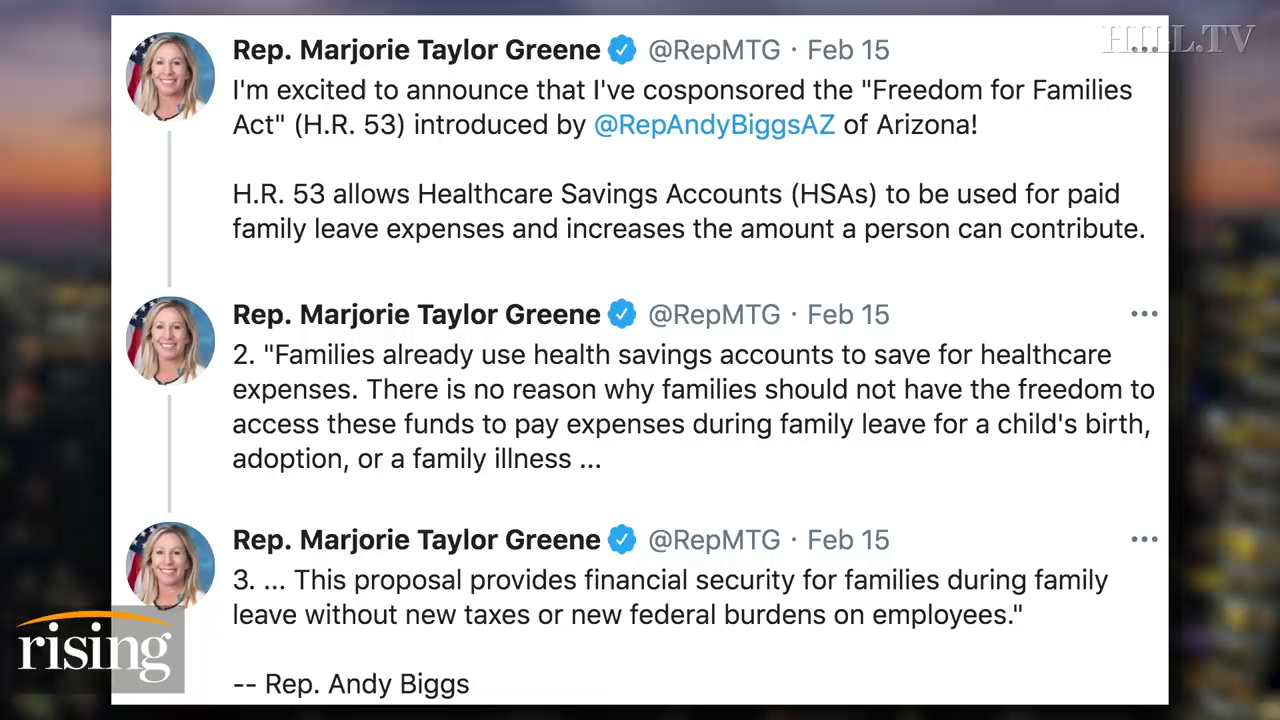 HILL.TV
Rep. Marjorie Taylor Greene @RepMTG · Feb 15
I'm excited to announce that I've cosponsored the "Freedom for Families
Act" (H.R. 53) introduced by @RepAndyBiggsAZ of Arizona!
H.R. 53 allows Healthcare Savings Accounts (HSAs) to be used for paid
family leave expenses and increases the amount a person can contribute.
Rep. Marjorie Taylor Greene @RepMTG · Feb 15
2. "Families already use health savings accounts to save for healthcare
expenses. There is no reason why families should not have the freedom to
access these funds to pay expenses during family leave for a child's birth,
adoption, or a family illness ...
Rep. Marjorie Taylor Greene @RepMTG · Feb 15
3. ... This proposal provides financial security for families during family
leave without new taxes or new federal burdens on employees."
-- Rep. Andy Biggs
rising